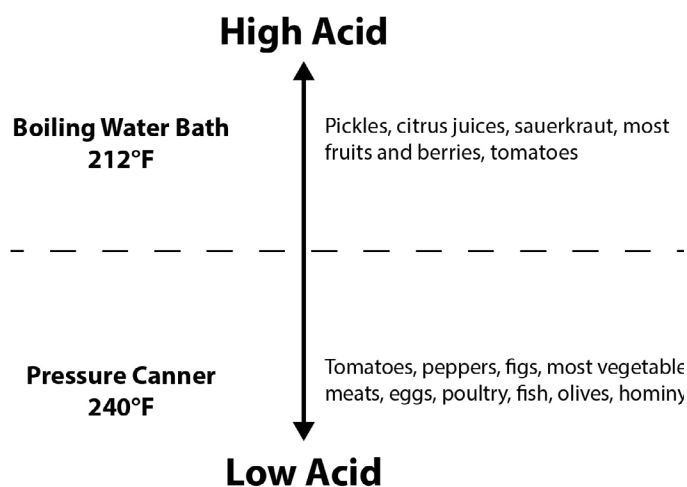 High Acid
Boiling Water Bath
212°F
Pickles, citrus juices, sauerkraut, most
fruits and berries, tomatoes
Pressure Canner
240°F
Tomatoes, peppers, figs, most vegetable
meats, eggs, poultry, fish, olives, hominy
Low Acid